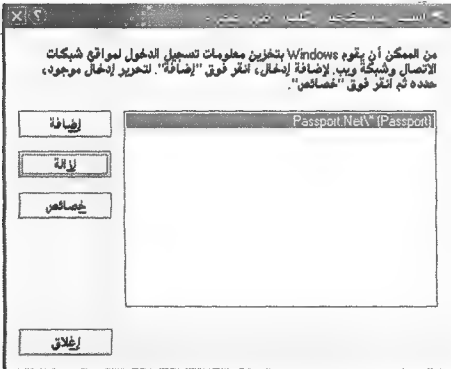 من الممكن أن يقوم Windows بتخزين معلومات تسجيل الدخول لمواقع شبكات
الاتصال وشبكة ويب. لإضافة إدخال، انقر فوق "إضافة". لتحرير إدخال موجود،
حدده ثم انقر فوق "خصائص".
Passport.Net\* (Passport)
إضافة
إزالة
خصائص
إغلاق